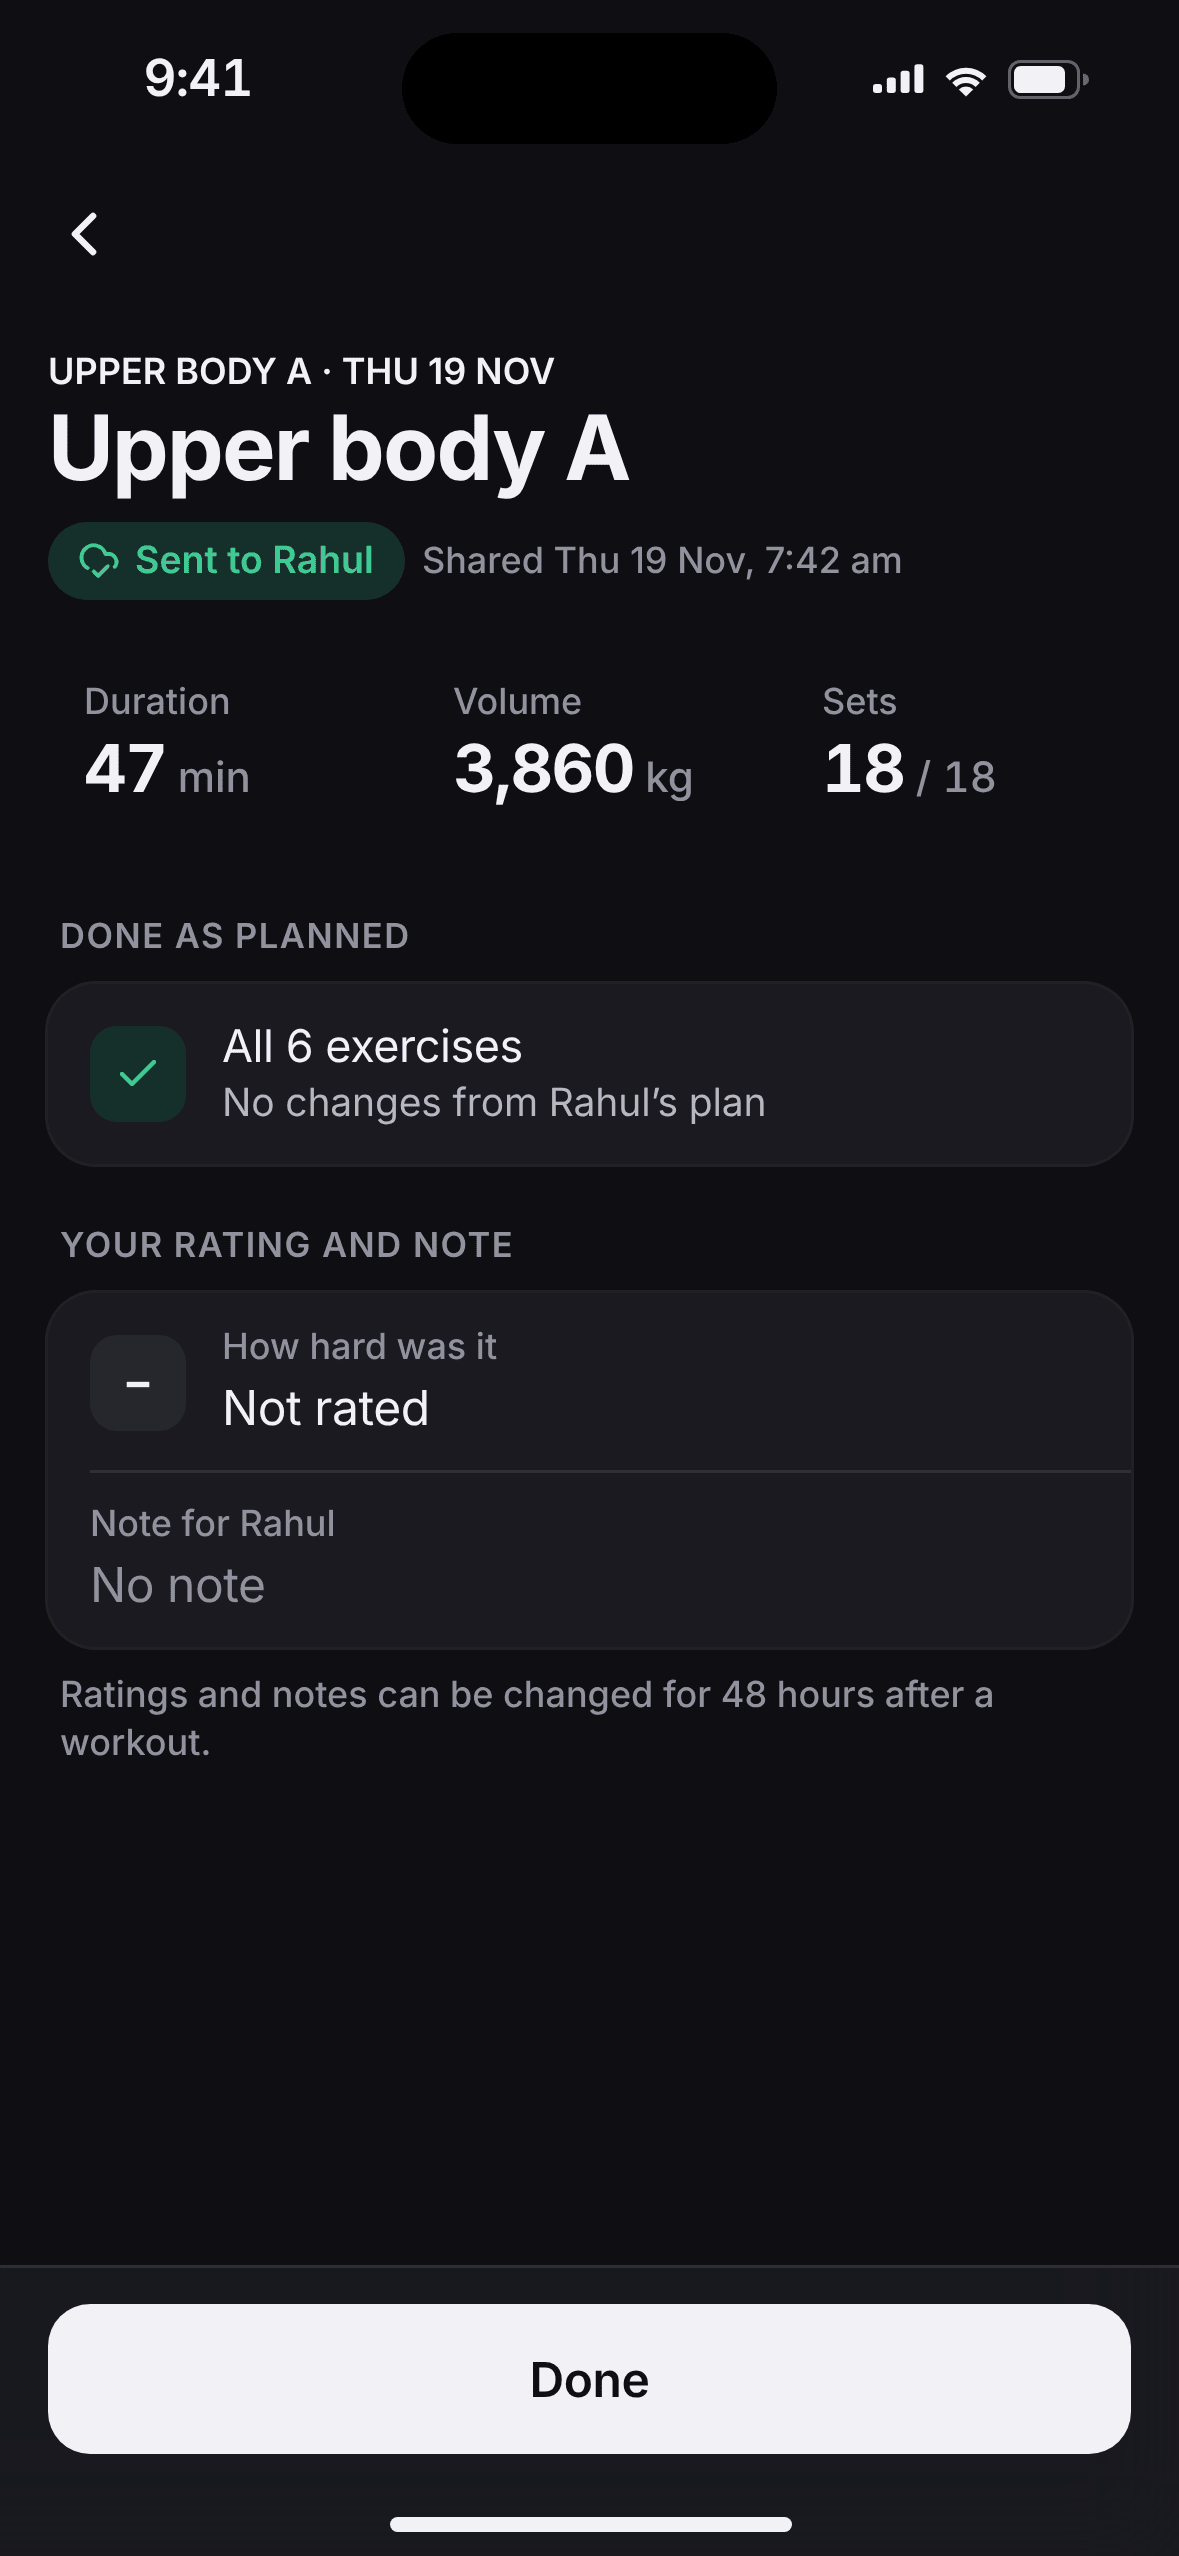 9:41
UPPER BODY A · THU 19 NOV
Upper body A
Sent to Rahul Shared Thu 19 Nov, 7:42 am
Duration Volume Sets
47 min 3,860 kg 18 / 18
DONE AS PLANNED
All 6 exercises
No changes from Rahul’s plan
YOUR RATING AND NOTE
How hard was it
– Not rated
Note for Rahul
No note
Ratings and notes can be changed for 48 hours after a
workout.
Done